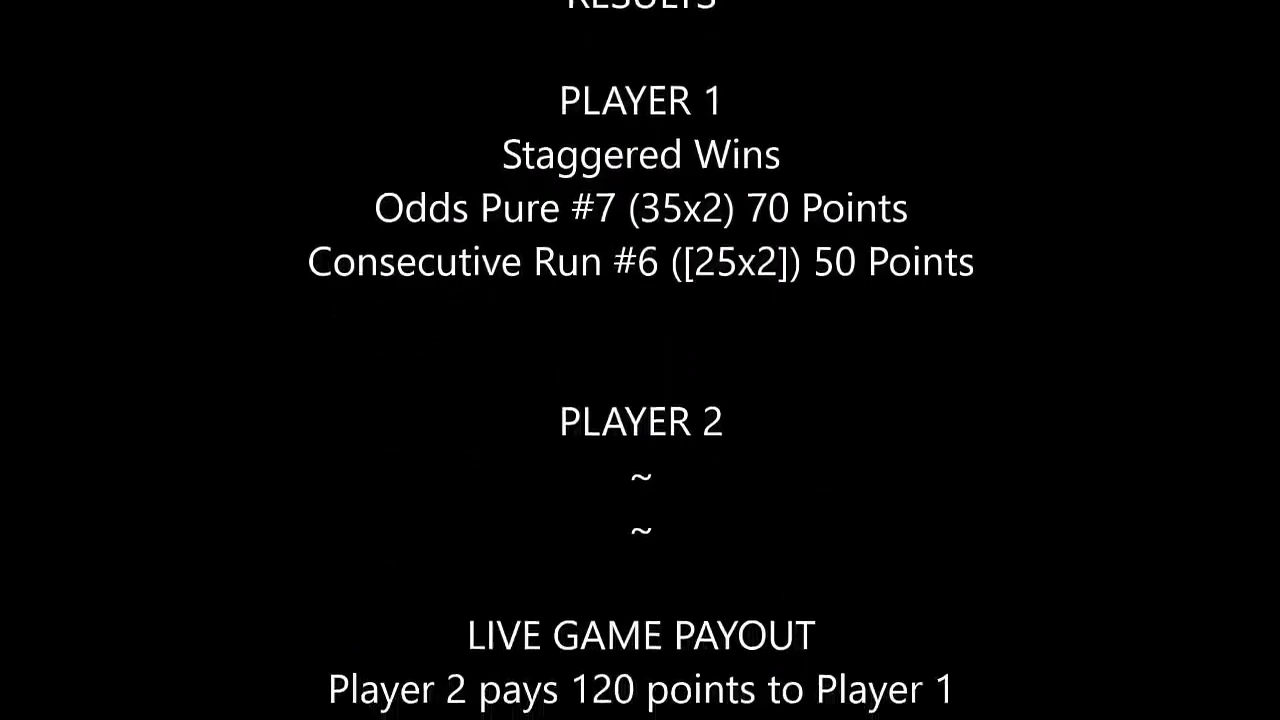 RESULTS
PLAYER 1
Staggered Wins
Odds Pure #7 (35x2) 70 Points
Consecutive Run #6 ([25x2]) 50 Points
PLAYER 2
~
~
LIVE GAME PAYOUT
Player 2 pays 120 points to Player 1